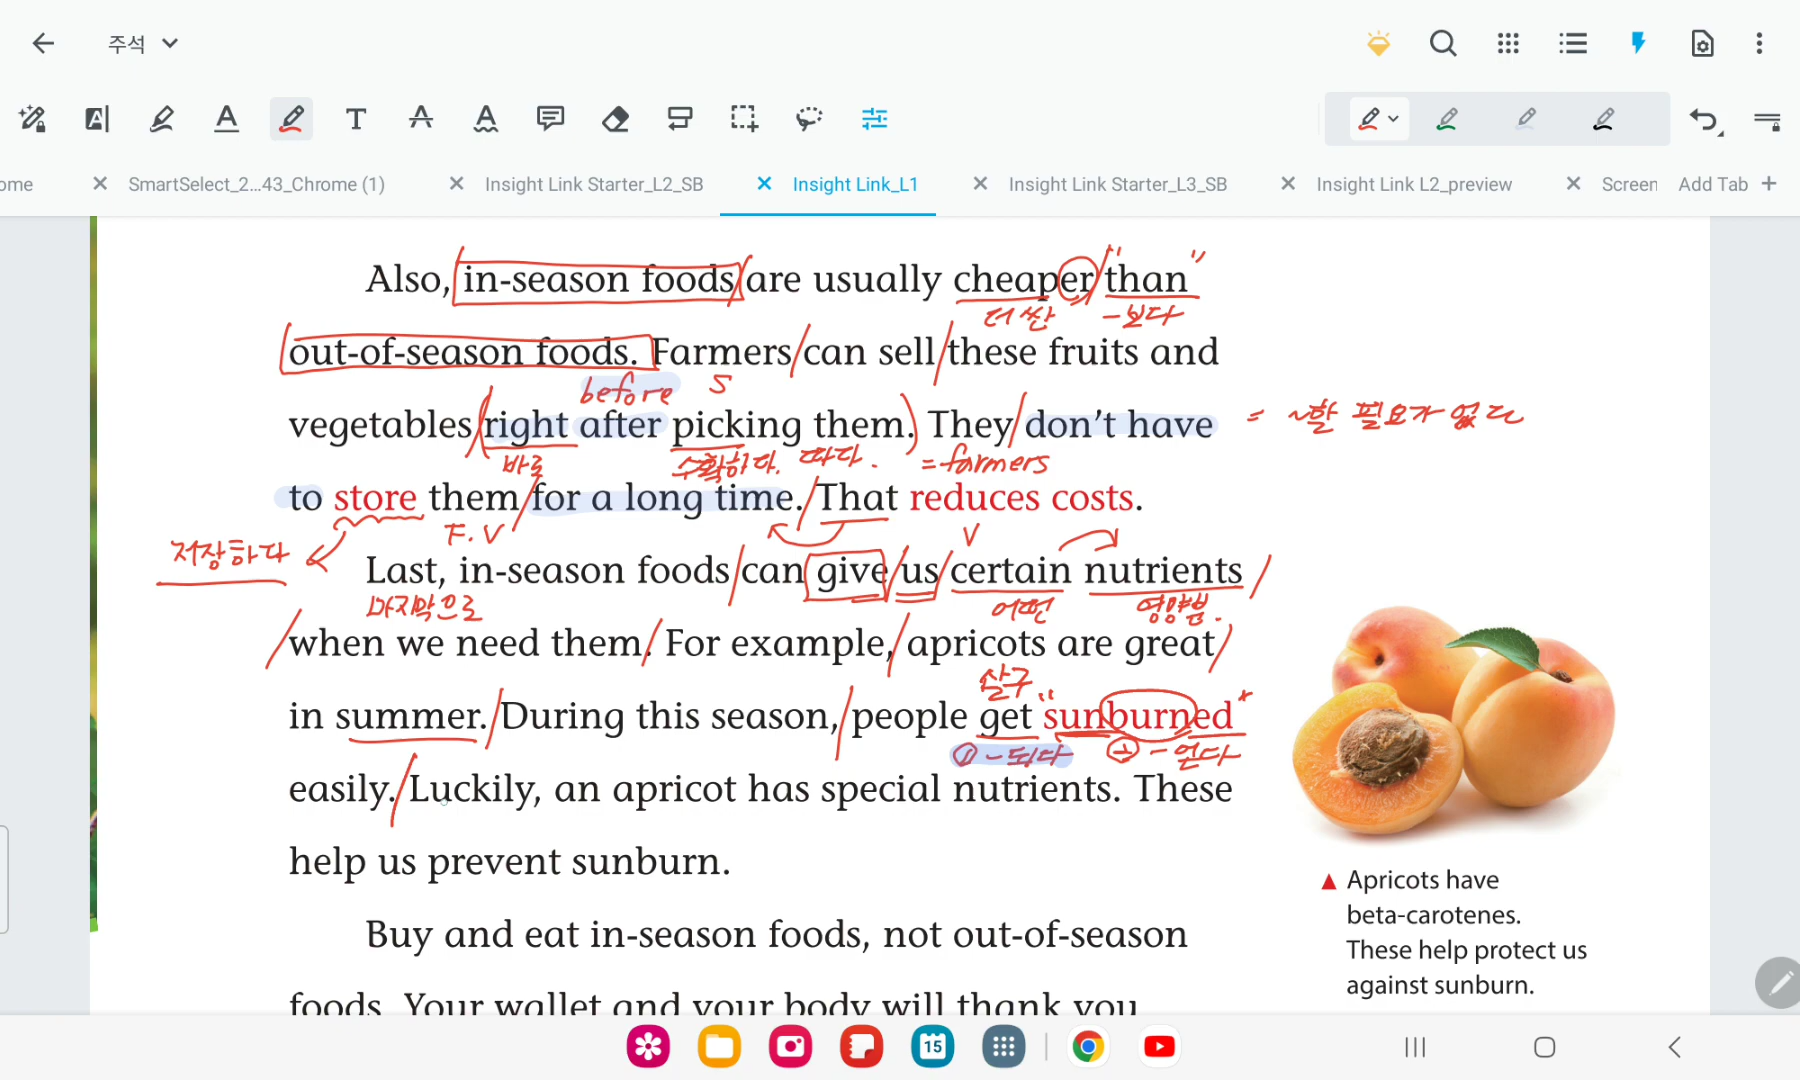 주석
ome
SmartSelect_2...43_Chrome (1)
Insight Link Starter_L2_SB
Insight Link_L1
Insight Link Starter_L3_SB
Insight Link L2_preview
Screen
Add Tab +
Also, in-season foods are usually cheaper "than"
더 싼 -보다
out-of-season foods. Farmers can sell these fruits and
before S
vegetables right after picking them. They don't have = ~할 필요가 없다
바로 수확하다. 따다. = farmers
to store them for a long time. That reduces costs.
저장하다 F.V V
Last, in-season foods can give us certain nutrients
마지막으로 어떤 영양분.
when we need them. For example, apricots are great
살구
in summer. During this season, people get "sunburned"
① -되다 ② - 얻다
easily. Luckily, an apricot has special nutrients. These
help us prevent sunburn.
Buy and eat in-season foods, not out-of-season
foods. Your wallet and your body will thank you
▲ Apricots have
beta-carotenes.
These help protect us
against sunburn.
15